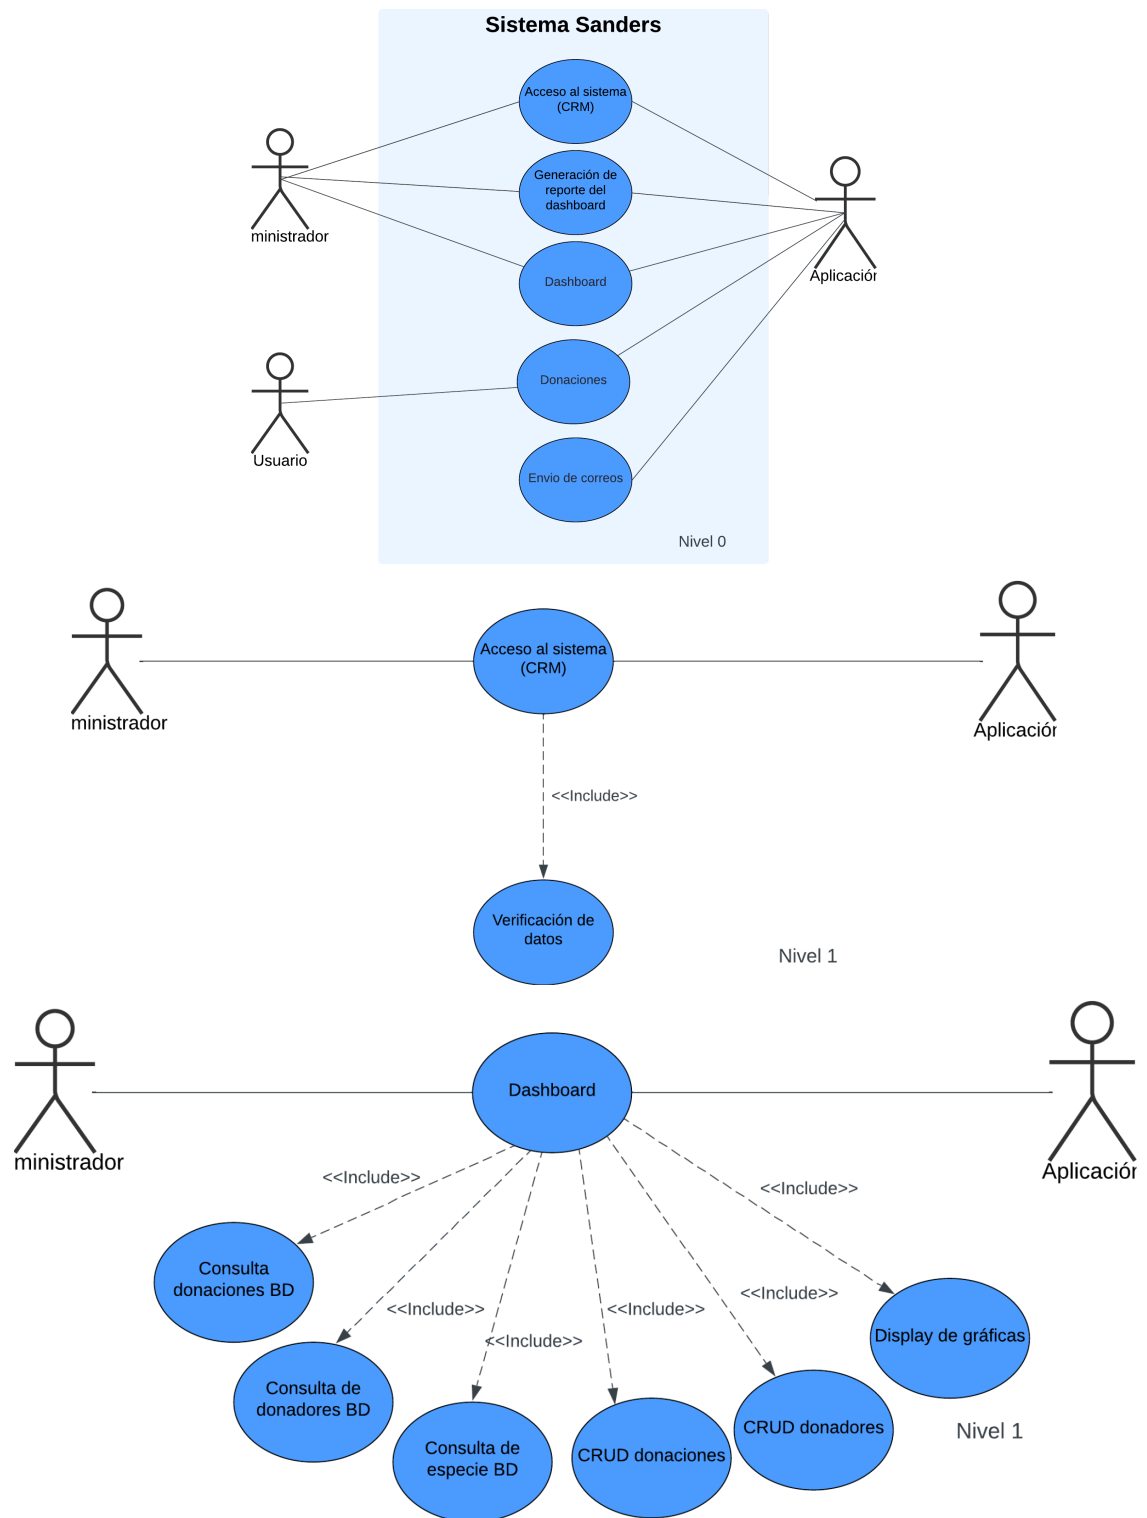 Sistema Sanders
Acceso al sistema
(CRM)
Generación de
reporte del
dashboard
ministrador
Aplicación
Dashboard
Donaciones
Usuario
Envio de correos
Nivel 0
Acceso al sistema
(CRM)
ministrador
Aplicación
<<Include>>
Verificación de
datos
Nivel 1
Dashboard
ministrador
Aplicación
<<Include>>
<<Include>>
Consulta
donaciones BD
<<Include>>
<<Include>>
<<Include>>
<<Include>>
Display de gráficas
Consulta de
donadores BD
CRUD donadores
Nivel 1
Consulta de
especie BD
CRUD donaciones